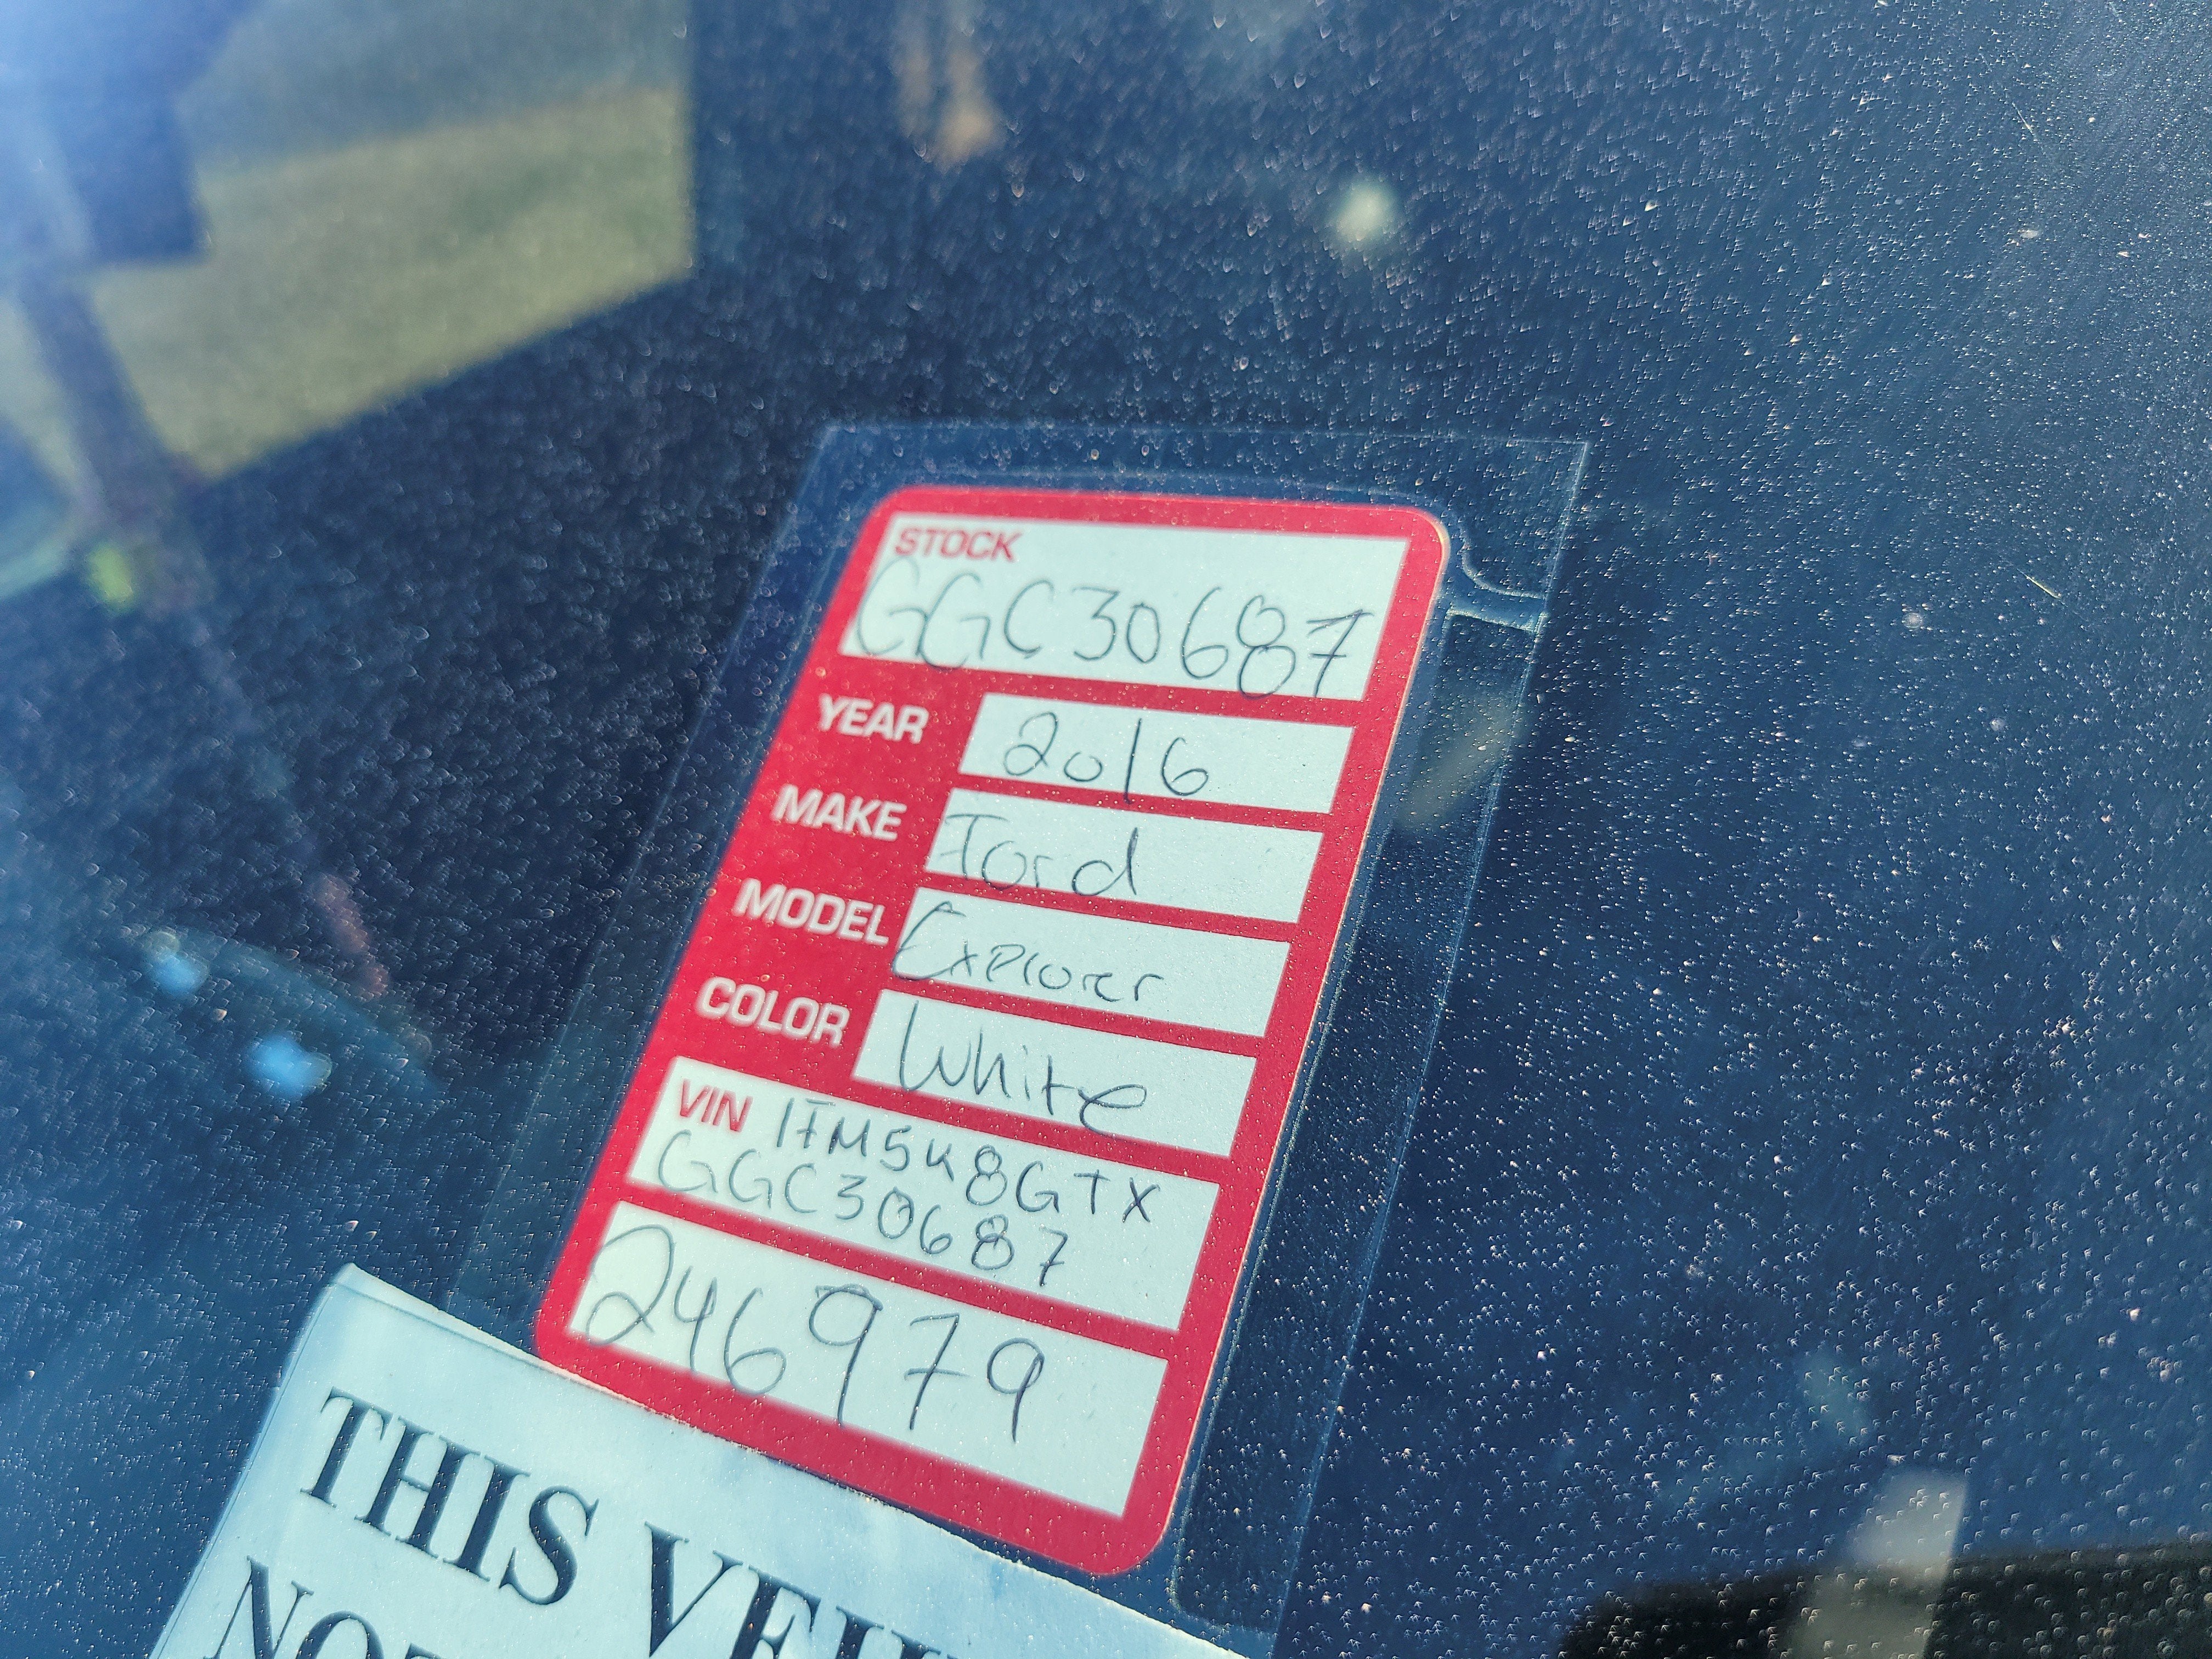 STOCK
GGC30687
YEAR 2016
MAKE Ford
MODEL Explorer
COLOR White
VIN 1FM5K8GTX
GGC30687
246979
THIS